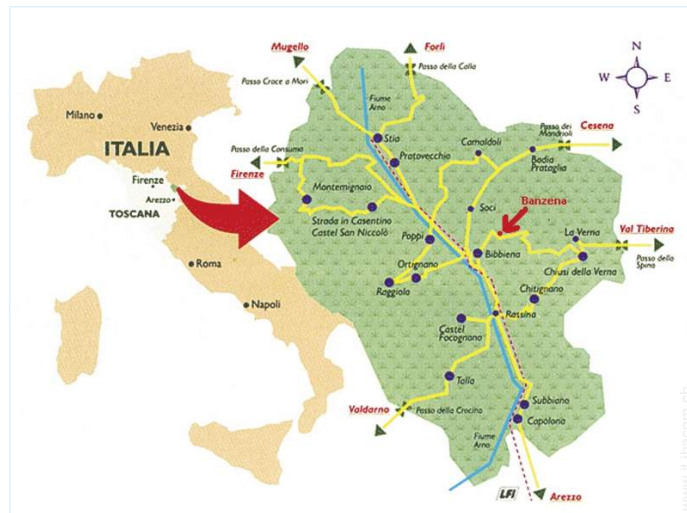 Mugello
Forlì
Passo Croce a Mori
Passo della Calla
Fiume
Arno
N
W
E
S
Milano
Venezia
ITALIA
Firenze
Arezzo
TOSCANA
Roma
Napoli
Passo della Consuma
Firenze
Stia
Pratovecchio
Camaldoli
Passo dei
Mandrioli
Cesena
Badia
Prataglia
Montemignaio
Strada in Casentino
Castel San Niccolò
Soci
Banzena
Poppi
Bibbiena
La Verna
Val Tiberina
Passo dello
Spino
Ortignano
Raggiolo
Chiusi della Verna
Chitignano
Rassina
Castel
Focognano
Talla
Valdarno
Passo della Crocina
Subbiano
Capolona
Fiume
Arno
LFI
Arezzo